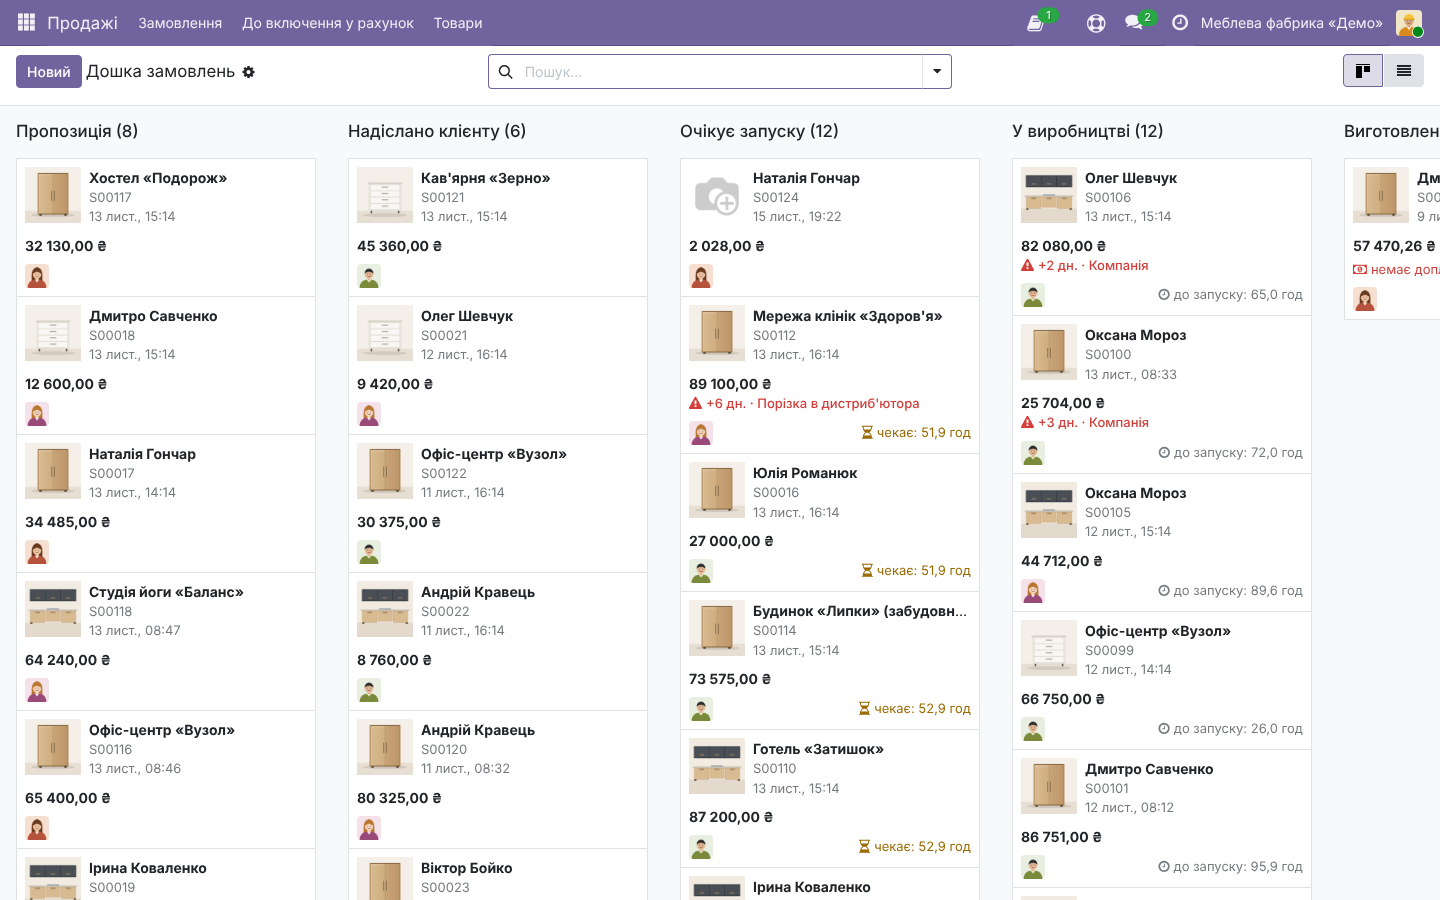 Продажі
Замовлення
До включення у рахунок
Товари
1
2
Меблева фабрика «Демо»
Новий
Дошка замовлень
Пошук...
Пропозиція (8)
Хостел «Подорож»
S00117
13 лист., 15:14
32 130,00 ₴
Дмитро Савченко
S00018
13 лист., 15:14
12 600,00 ₴
Наталія Гончар
S00017
13 лист., 14:14
34 485,00 ₴
Студія йоги «Баланс»
S00118
13 лист., 08:47
64 240,00 ₴
Офіс-центр «Вузол»
S00116
13 лист., 08:46
65 400,00 ₴
Ірина Коваленко
S00019
Надіслано клієнту (6)
Кав'ярня «Зерно»
S00121
13 лист., 15:14
45 360,00 ₴
Олег Шевчук
S00021
12 лист., 16:14
9 420,00 ₴
Офіс-центр «Вузол»
S00122
11 лист., 16:14
30 375,00 ₴
Андрій Кравець
S00022
11 лист., 16:14
8 760,00 ₴
Андрій Кравець
S00120
11 лист., 08:32
80 325,00 ₴
Віктор Бойко
S00023
Очікує запуску (12)
Наталія Гончар
S00124
15 лист., 19:22
2 028,00 ₴
Мережа клінік «Здоров'я»
S00112
13 лист., 16:14
89 100,00 ₴
+6 дн. · Порізка в дистриб'ютора
чекає: 51,9 год
Юлія Романюк
S00016
13 лист., 16:14
27 000,00 ₴
чекає: 51,9 год
Будинок «Липки» (забудовн...
S00114
13 лист., 15:14
73 575,00 ₴
чекає: 52,9 год
Готель «Затишок»
S00110
13 лист., 15:14
87 200,00 ₴
чекає: 52,9 год
Ірина Коваленко
У виробництві (12)
Олег Шевчук
S00106
13 лист., 15:14
82 080,00 ₴
+2 дн. · Компанія
до запуску: 65,0 год
Оксана Мороз
S00100
13 лист., 08:33
25 704,00 ₴
+3 дн. · Компанія
до запуску: 72,0 год
Оксана Мороз
S00105
12 лист., 15:14
44 712,00 ₴
до запуску: 89,6 год
Офіс-центр «Вузол»
S00099
12 лист., 14:14
66 750,00 ₴
до запуску: 26,0 год
Дмитро Савченко
S00101
12 лист., 08:12
86 751,00 ₴
до запуску: 95,9 год
Виготовлен
Дм
S00
9 ли
57 470,26 ₴
немає допл